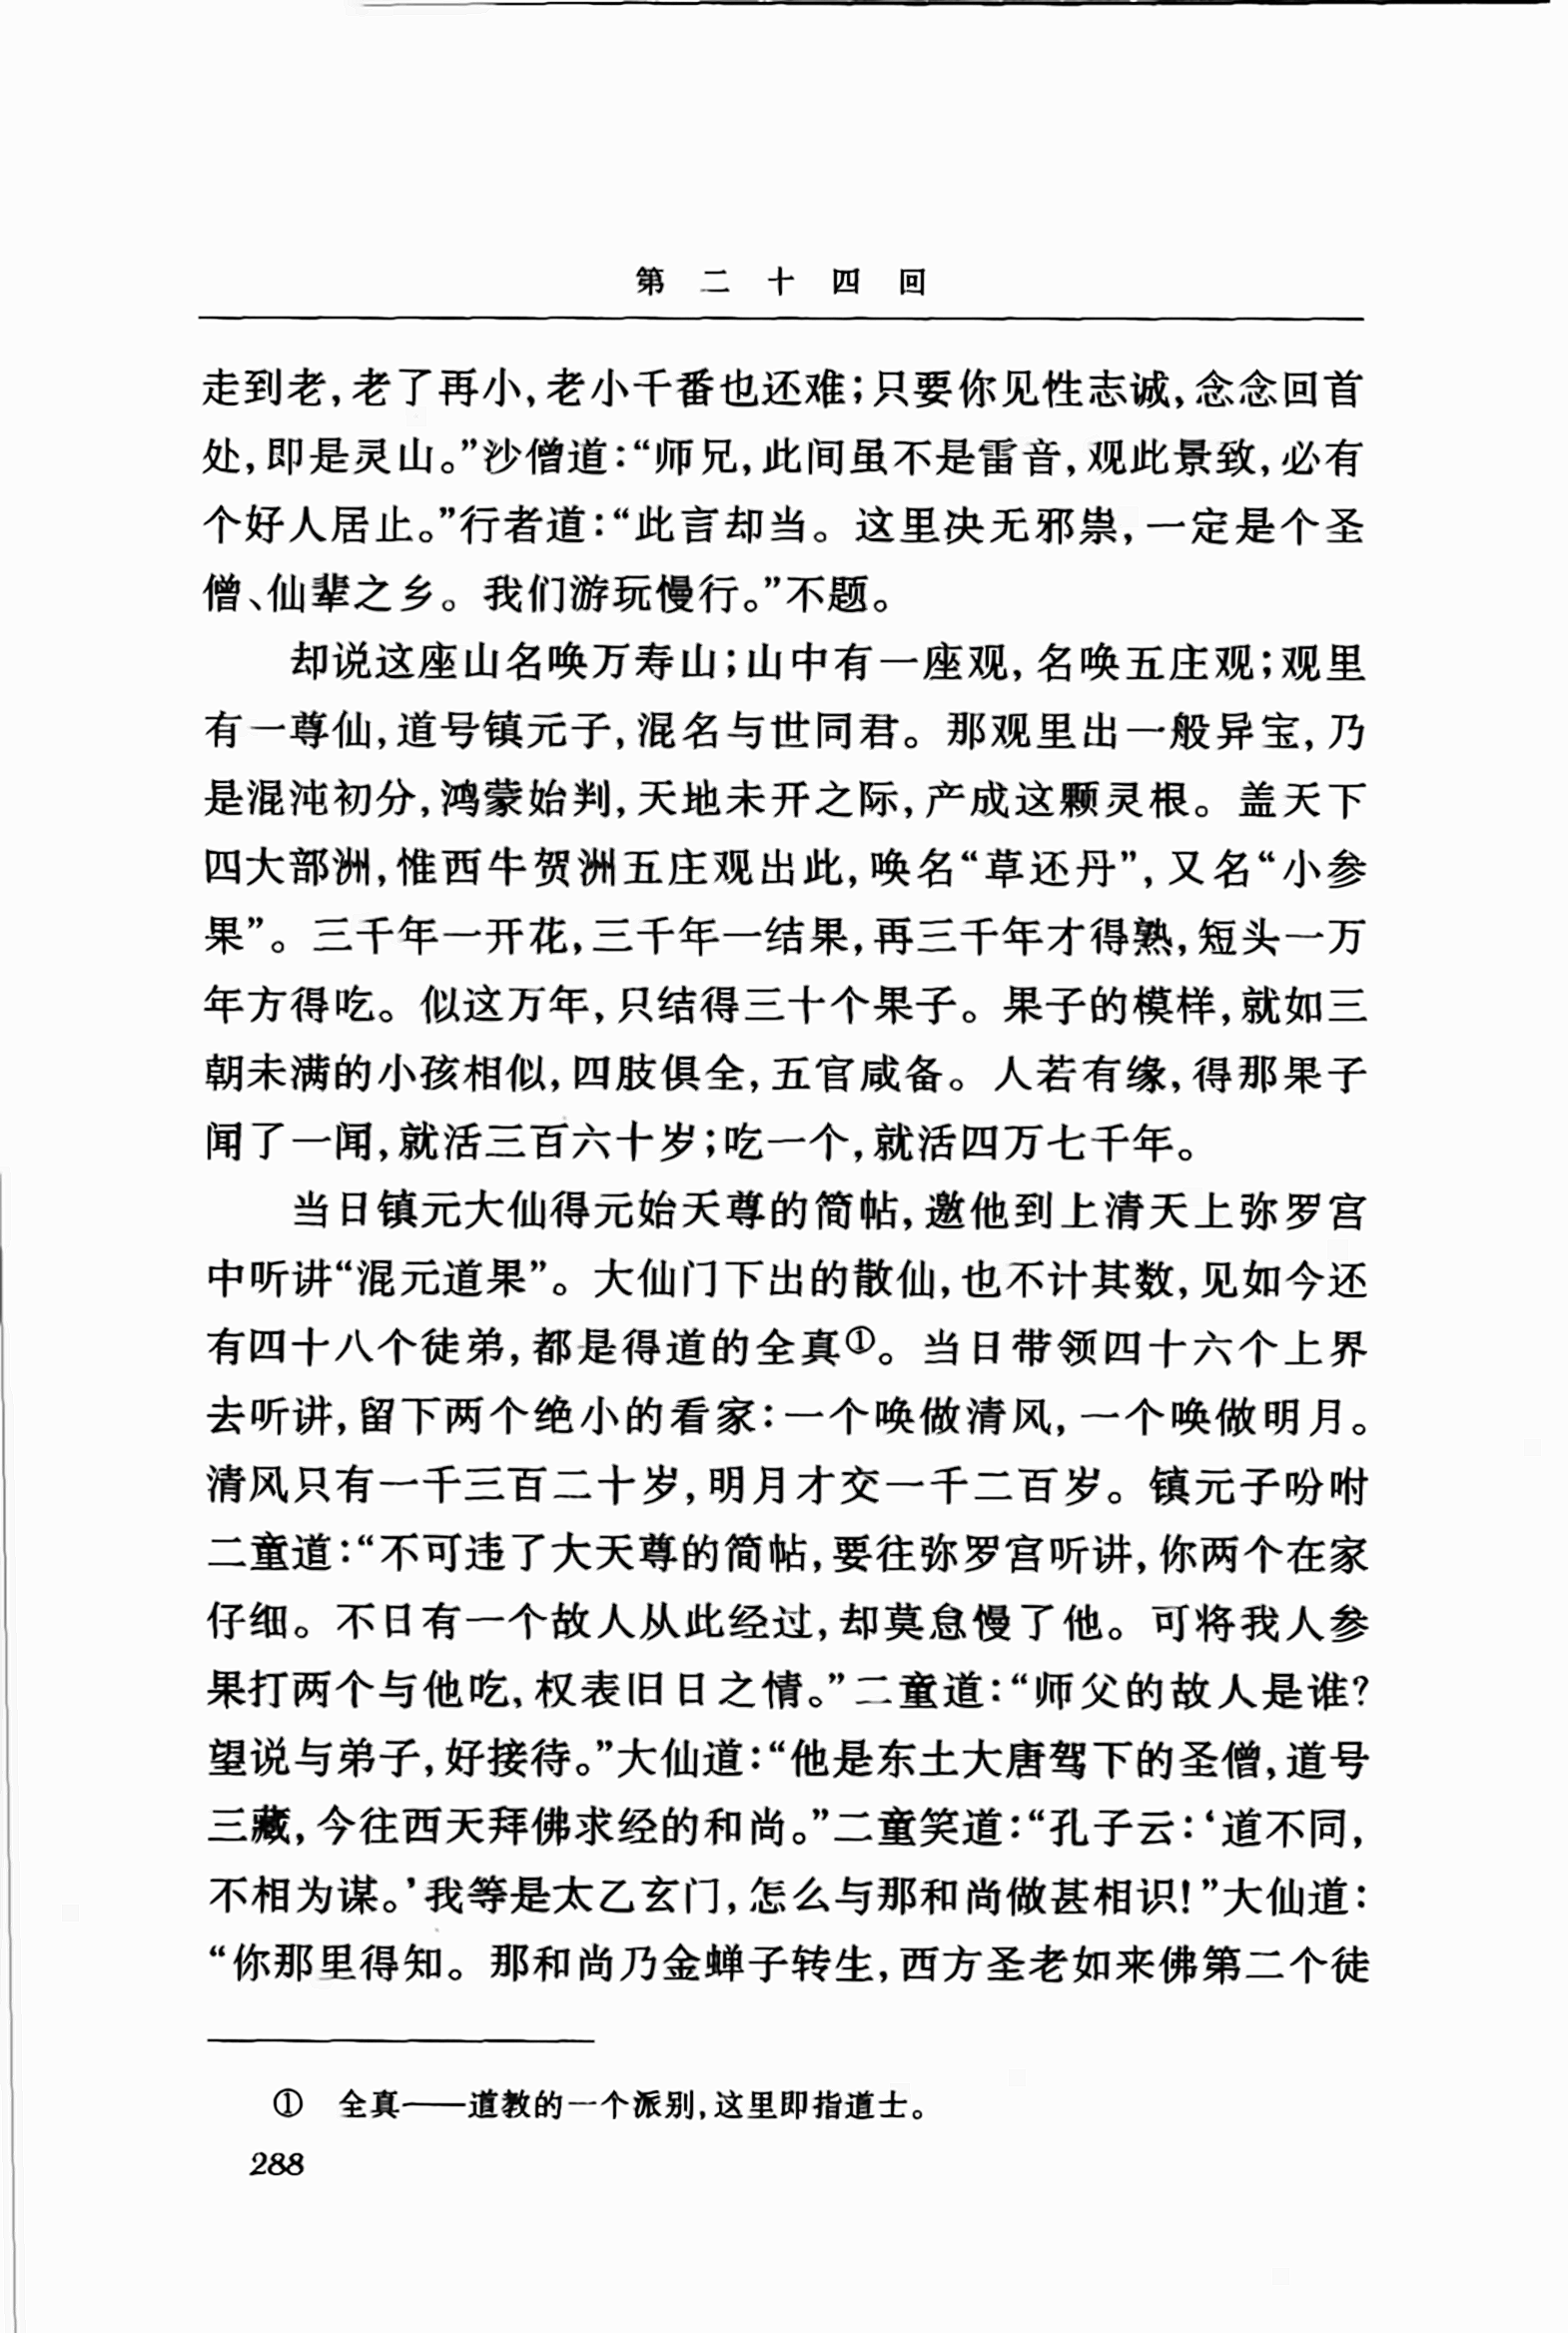 第二十四回
走到老,老了再小,老小千番也还难;只要你见性志诚,念念回首
处,即是灵山。”沙僧道:“师兄,此间虽不是雷音,观此景致,必有
个好人居止。”行者道:“此言却当。这里决无邪祟,一定是个圣
僧、仙辈之乡。我们游玩慢行。”不题。
却说这座山名唤万寿山;山中有一座观,名唤五庄观;观里
有一尊仙,道号镇元子,混名与世同君。那观里出一般异宝,乃
是混沌初分,鸿蒙始判,天地未开之际,产成这颗灵根。盖天下
四大部洲,惟西牛贺洲五庄观出此,唤名“草还丹”,又名“小参
果”。三千年一开花,三千年一结果,再三千年才得熟,短头一万
年方得吃。似这万年,只结得三十个果子。果子的模样,就如三
朝未满的小孩相似,四肢俱全,五官咸备。人若有缘,得那果子
闻了一闻,就活三百六十岁;吃一个,就活四万七千年。
当日镇元大仙得元始天尊的简帖,邀他到上清天上弥罗宫
中听讲“混元道果”。大仙门下出的散仙,也不计其数,见如今还
有四十八个徒弟,都是得道的全真①。当日带领四十六个上界
去听讲,留下两个绝小的看家:一个唤做清风,一个唤做明月。
清风只有一千三百二十岁,明月才交一千二百岁。镇元子吩咐
二童道:“不可违了大天尊的简帖,要往弥罗宫听讲,你两个在家
仔细。不日有一个故人从此经过,却莫怠慢了他。可将我人参
果打两个与他吃,权表旧日之情。”二童道:“师父的故人是谁?
望说与弟子,好接待。”大仙道:“他是东土大唐驾下的圣僧,道号
三藏,今往西天拜佛求经的和尚。”二童笑道:“孔子云:‘道不同,
不相为谋。’我等是太乙玄门,怎么与那和尚做甚相识!”大仙道:
“你那里得知。那和尚乃金蝉子转生,西方圣老如来佛第二个徒
① 全真——道教的一个派别,这里即指道士。
288